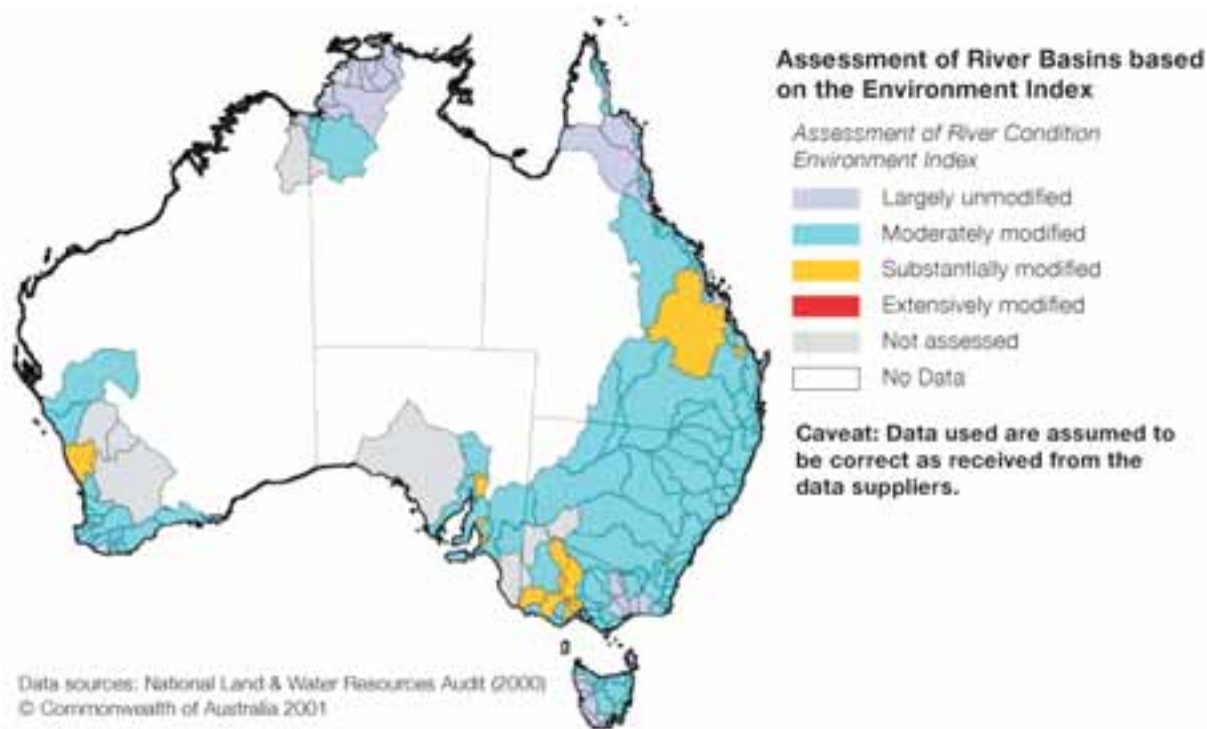 Assessment of River Basins based
on the Environment Index
Assessment of River Condition
Environment Index
Largely unmodified
Moderately modified
Substantially modified
Extensively modified
Not assessed
No Data
Caveat: Data used are assumed to
be correct as received from the
data suppliers.
Data sources: National Land & Water Resources Audit (2000)
© Commonwealth of Australia 2001